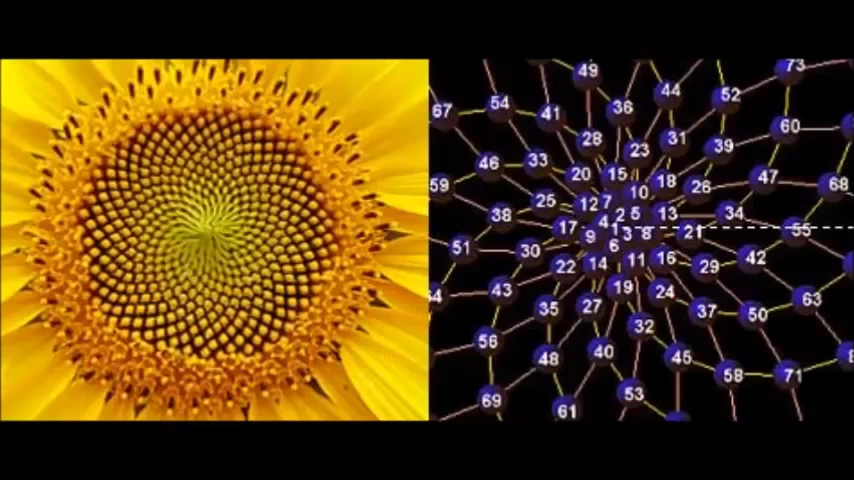 73
49
44
52
67 54 41 36
28 31 39 60
46 33 23
59 20 15 18 26 47 68
38 25 12 7 10
17 4 2 5 13 34
51 30 9 1 3 8 21 55
6
22 14 11 16 29 42
43 19 24
35 27 37 50 63
56 32
48 40 45 58 71
69 61 53